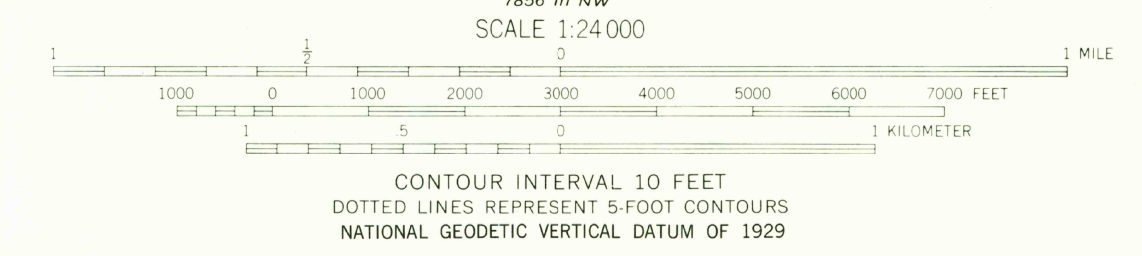 7856 III NW
SCALE 1:24 000
1 1/2 0 1 MILE
1000 0 1000 2000 3000 4000 5000 6000 7000 FEET
1 .5 0 1 KILOMETER
CONTOUR INTERVAL 10 FEET
DOTTED LINES REPRESENT 5-FOOT CONTOURS
NATIONAL GEODETIC VERTICAL DATUM OF 1929